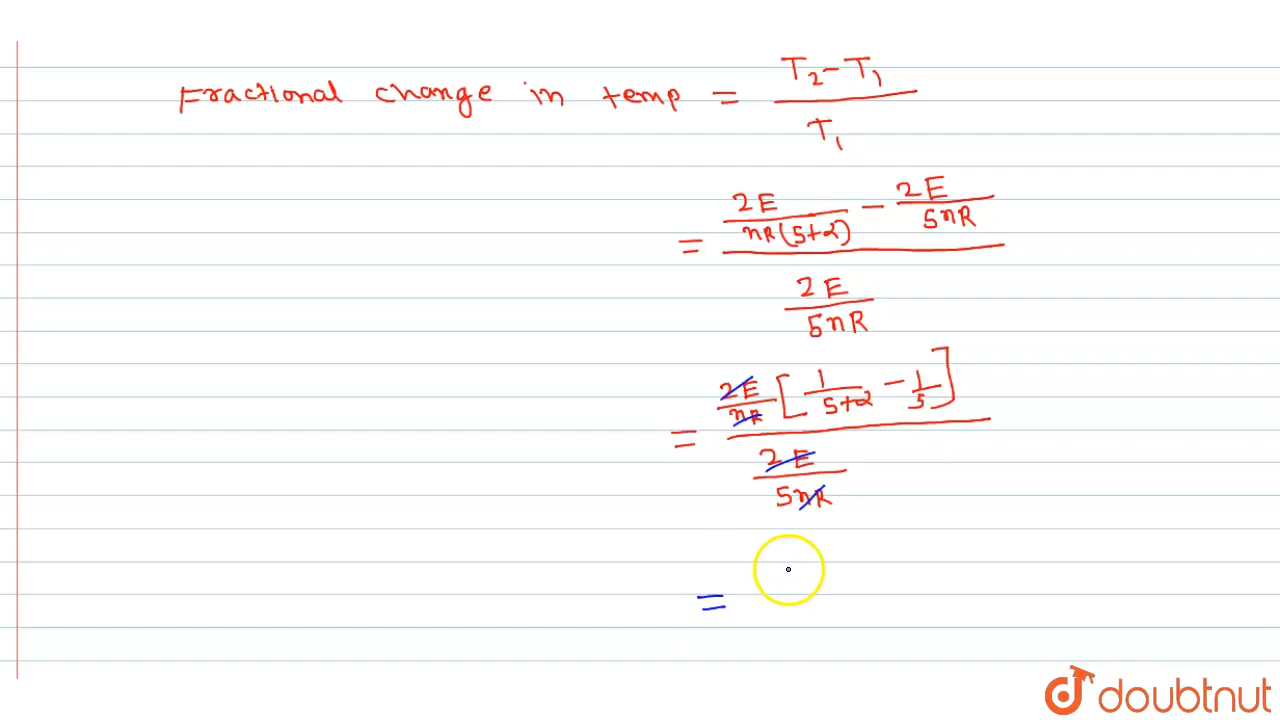 Fractional change in temp = (T₂ - T₁) / T₁
= (2E / nR(5+α) - 2E / 5nR) / (2E / 5nR)
= (2E / nR [1 / 5+α - 1 / 5]) / (2E / 5nR)
=
doubtnut